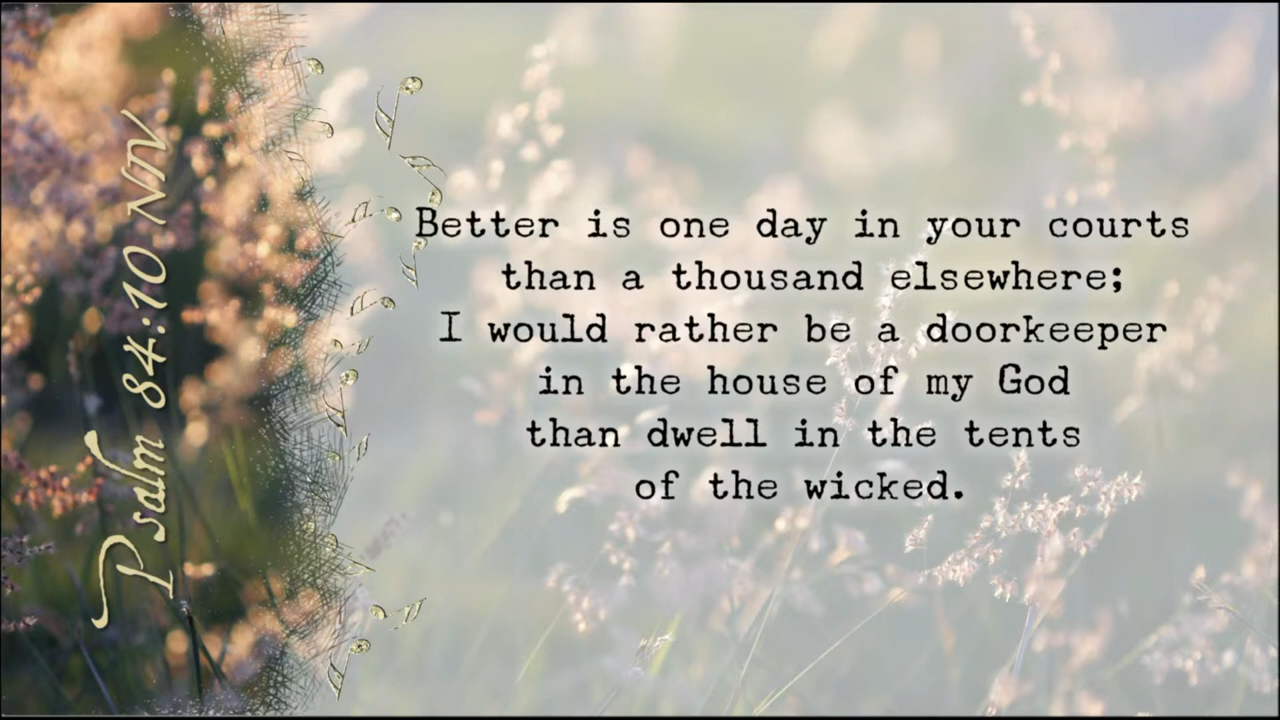 Psalm 84:10 NIV
Better is one day in your courts
than a thousand elsewhere;
I would rather be a doorkeeper
in the house of my God
than dwell in the tents
of the wicked.